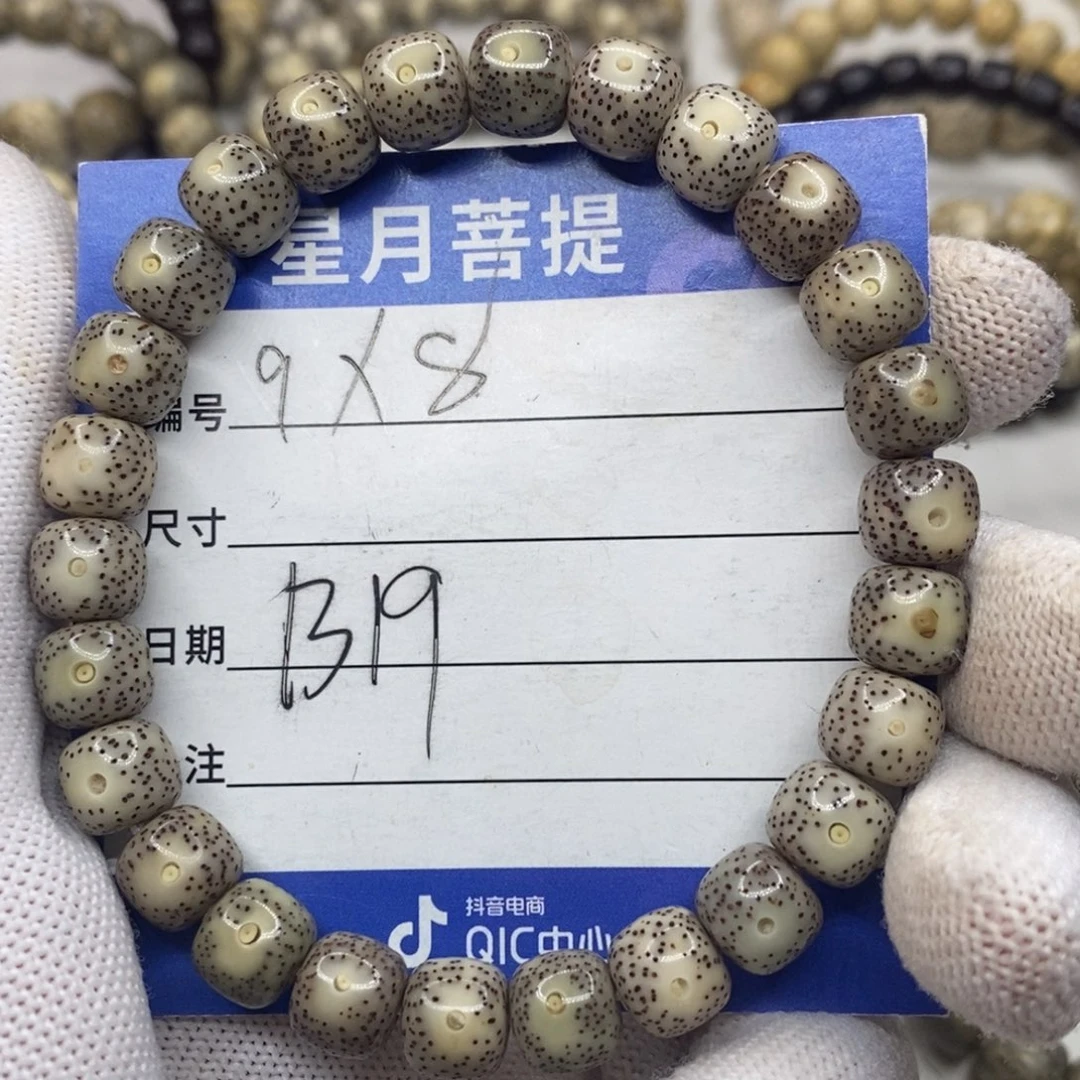 星月菩提
编号 9X8
尺寸
日期 B19
注
抖音电商
QIC中心